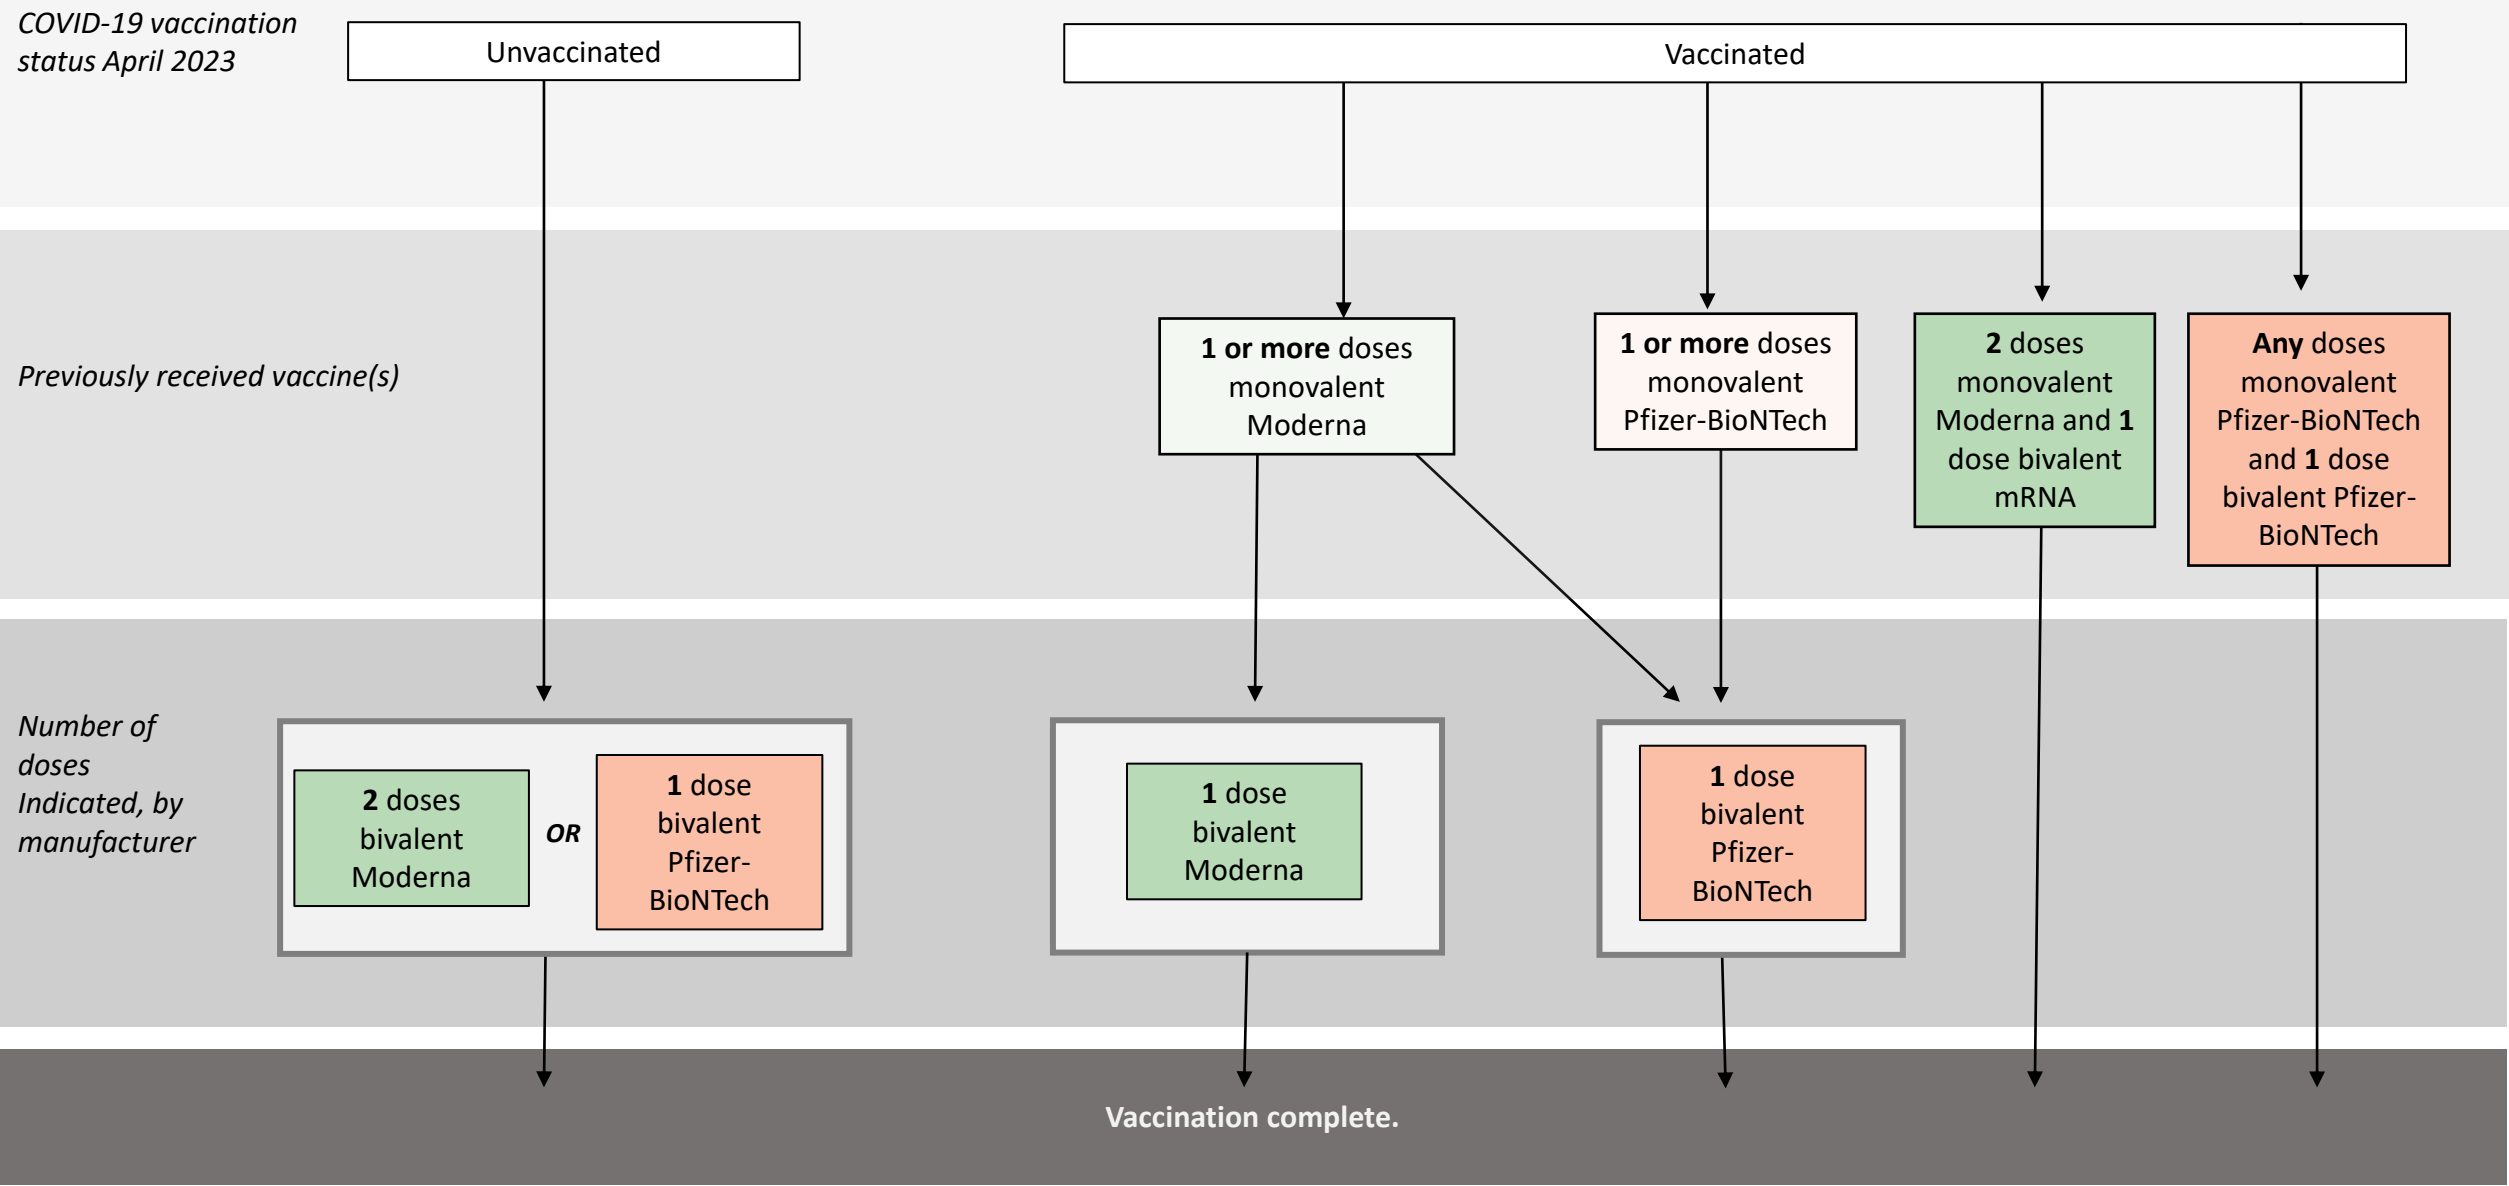 COVID-19 vaccination
status April 2023
Unvaccinated
Vaccinated
Previously received vaccine(s)
1 or more doses
monovalent
Moderna
1 or more doses
monovalent
Pfizer-BioNTech
2 doses
monovalent
Moderna and 1
dose bivalent
mRNA
Any doses
monovalent
Pfizer-BioNTech
and 1 dose
bivalent Pfizer-
BioNTech
Number of
doses
Indicated, by
manufacturer
2 doses
bivalent
Moderna
OR
1 dose
bivalent
Pfizer-
BioNTech
1 dose
bivalent
Moderna
1 dose
bivalent
Pfizer-
BioNTech
Vaccination complete.